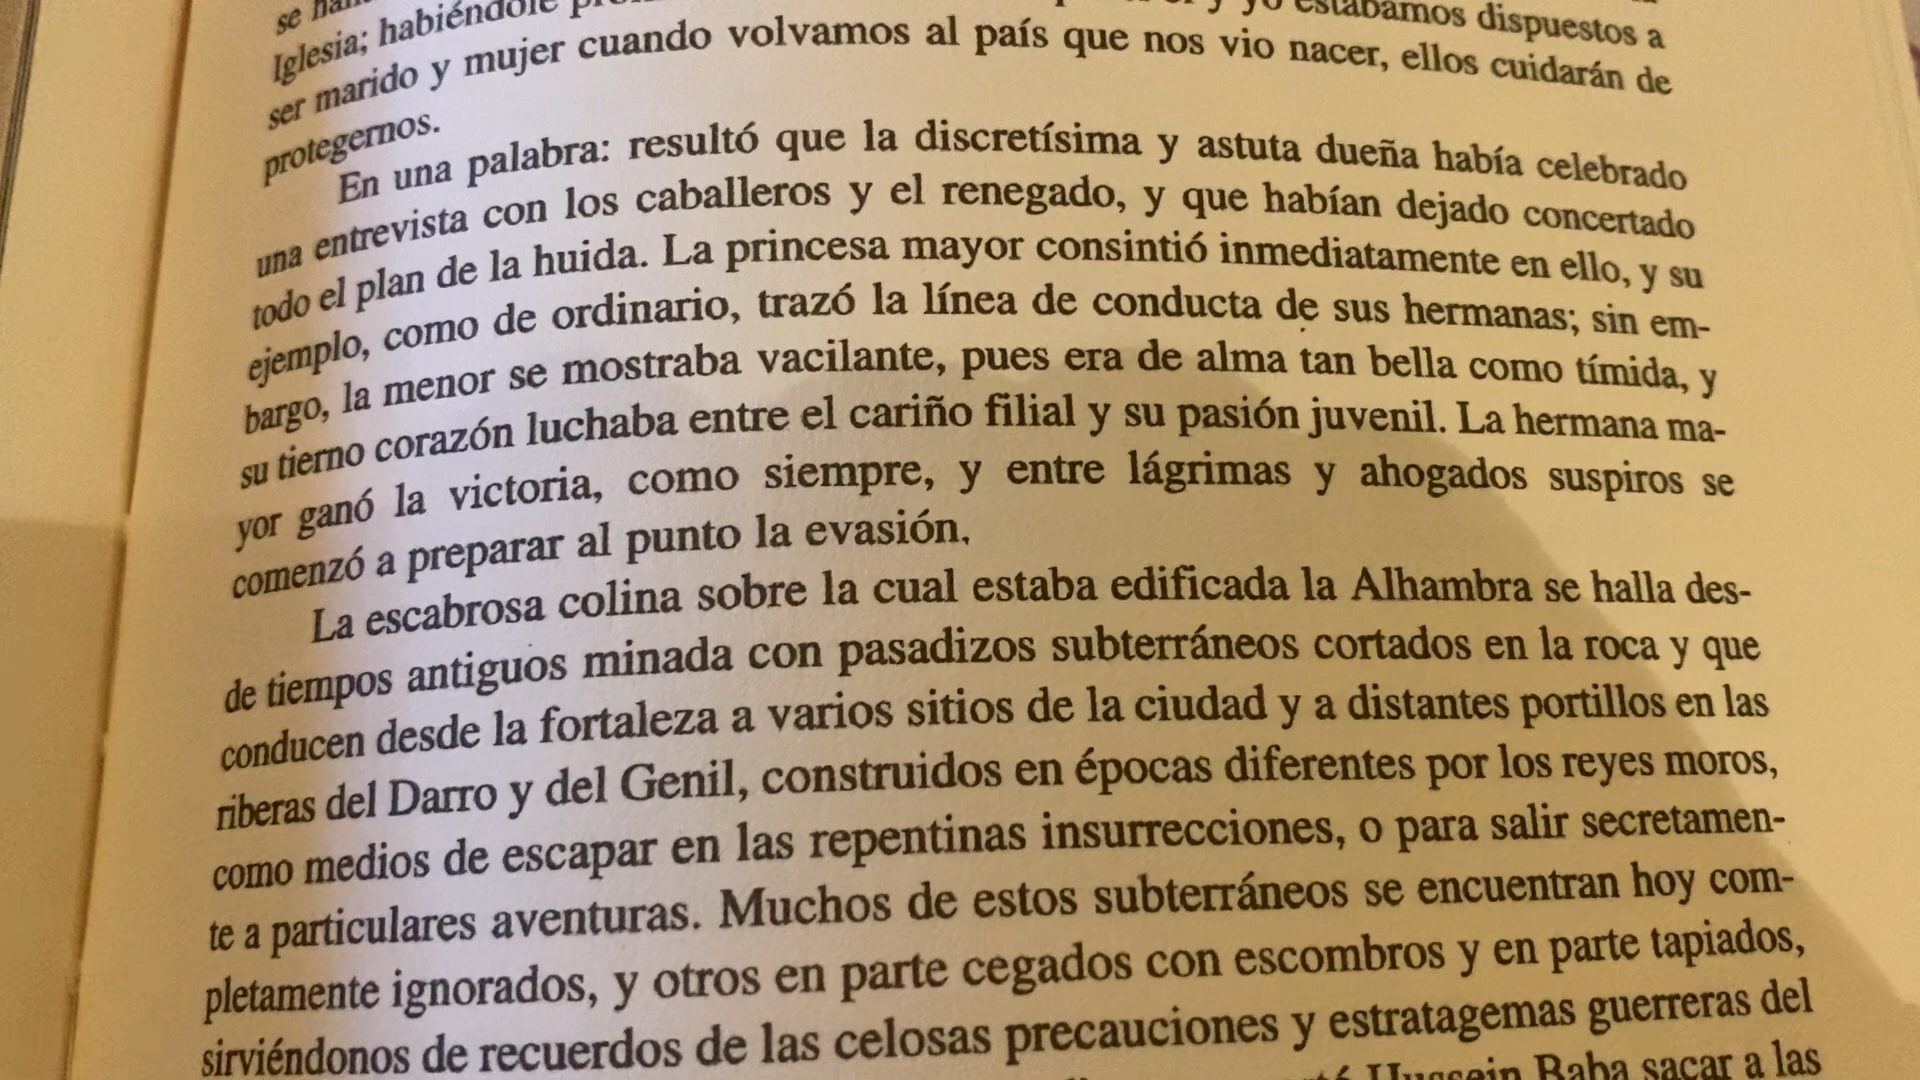 se
Iglesia; habiéndole yo estábamos dispuestos a
ser marido y mujer cuando volvamos al país que nos vio nacer, ellos cuidarán de
protegernos.
En una palabra: resultó que la discretísima y astuta dueña había celebrado
una entrevista con los caballeros y el renegado, y que habían dejado concertado
todo el plan de la huida. La princesa mayor consintió inmediatamente en ello, y su
ejemplo, como de ordinario, trazó la línea de conducta de sus hermanas; sin em-
bargo, la menor se mostraba vacilante, pues era de alma tan bella como tímida, y
su tierno corazón luchaba entre el cariño filial y su pasión juvenil. La hermana ma-
yor ganó la victoria, como siempre, y entre lágrimas y ahogados suspiros se
comenzó a preparar al punto la evasión.
La escabrosa colina sobre la cual estaba edificada la Alhambra se halla des-
de tiempos antiguos minada con pasadizos subterráneos cortados en la roca y que
conducen desde la fortaleza a varios sitios de la ciudad y a distantes portillos en las
riberas del Darro y del Genil, construidos en épocas diferentes por los reyes moros,
como medios de escapar en las repentinas insurrecciones, o para salir secretamen-
te a particulares aventuras. Muchos de estos subterráneos se encuentran hoy com-
pletamente ignorados, y otros en parte cegados con escombros y en parte tapiados,
sirviéndonos de recuerdos de las celosas precauciones y estratagemas guerreras del
Hussein Baba sacar a las